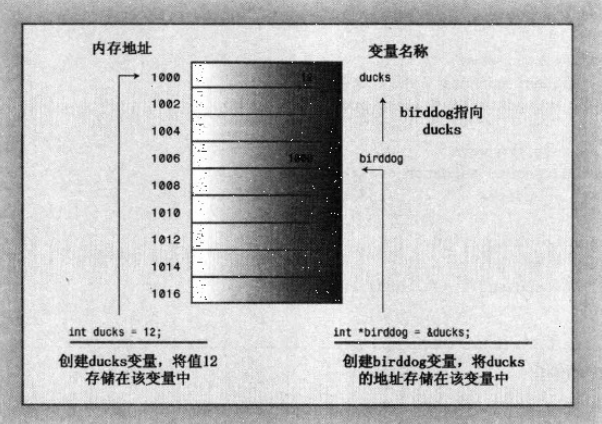 内存地址
变量名称
1000
12
ducks
1002
1004
birddog指向
ducks
1006
1000
birddog
1008
1010
1012
1014
1016
int ducks = 12;
int *birddog = &ducks;
创建ducks变量，将值12
存储在该变量中
创建birddog变量，将ducks
的地址存储在该变量中